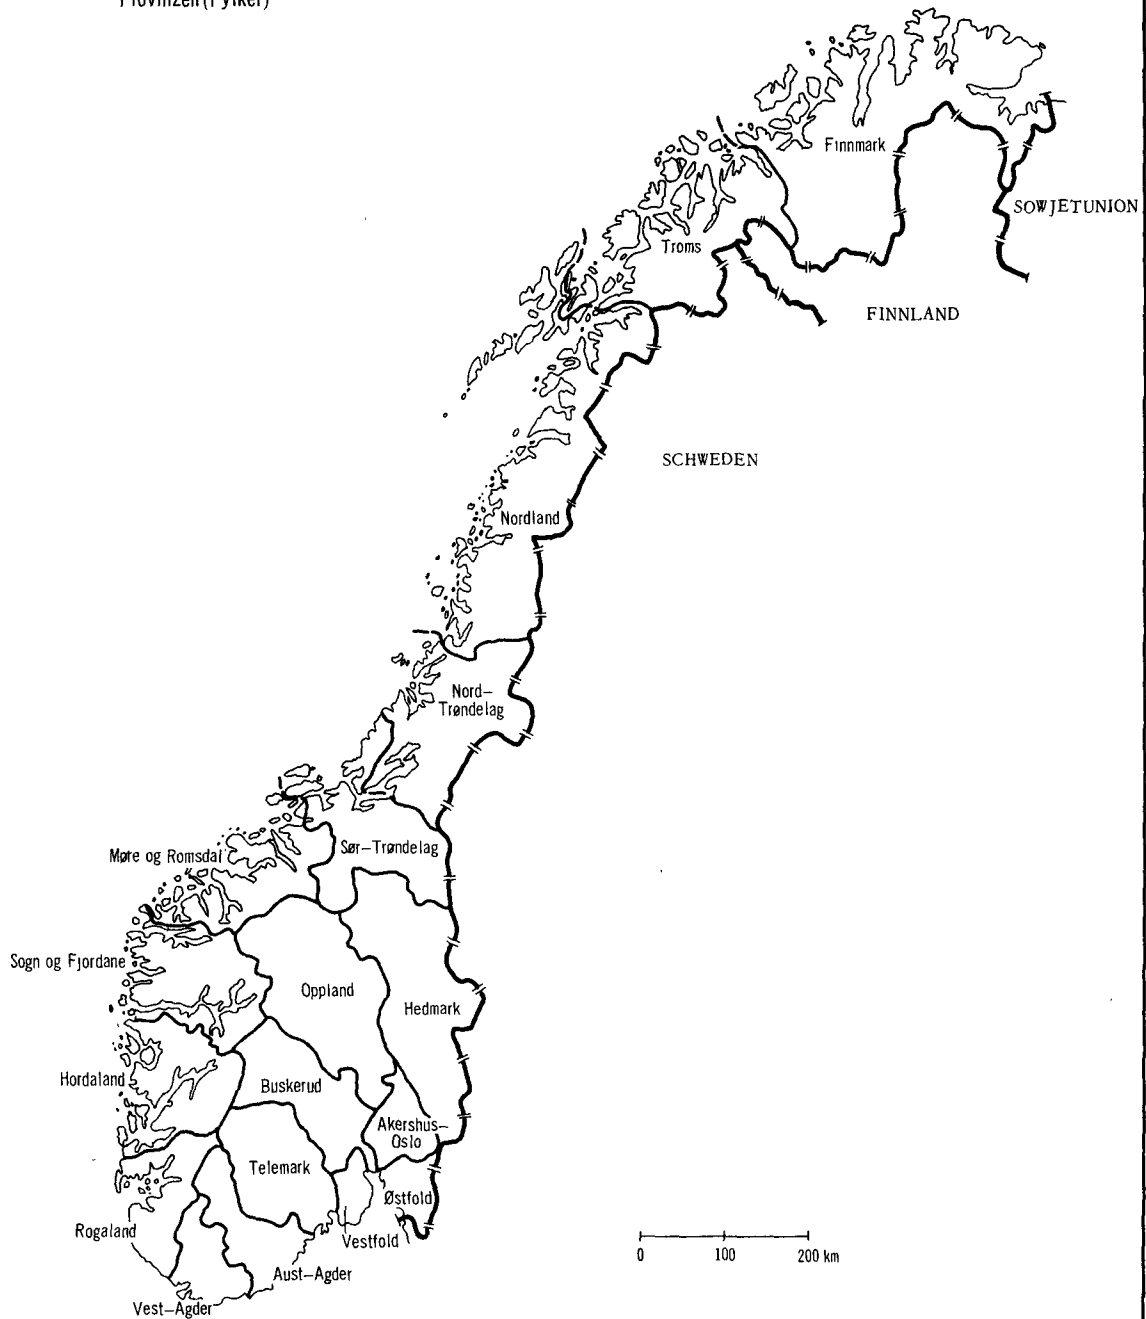 Provinzen (Fylker)
Finnmark
SOWJETUNION
Troms
FINNLAND
SCHWEDEN
Nordland
Nord–
Trøndelag
Sør–Trøndelag
Møre og Romsdal
Sogn og Fjordane
Oppland
Hedmark
Hordaland
Buskerud
Akershus–
Oslo
Telemark
Østfold
Rogaland
Vestfold
Aust–Agder
Vest–Agder
0 100 200 km